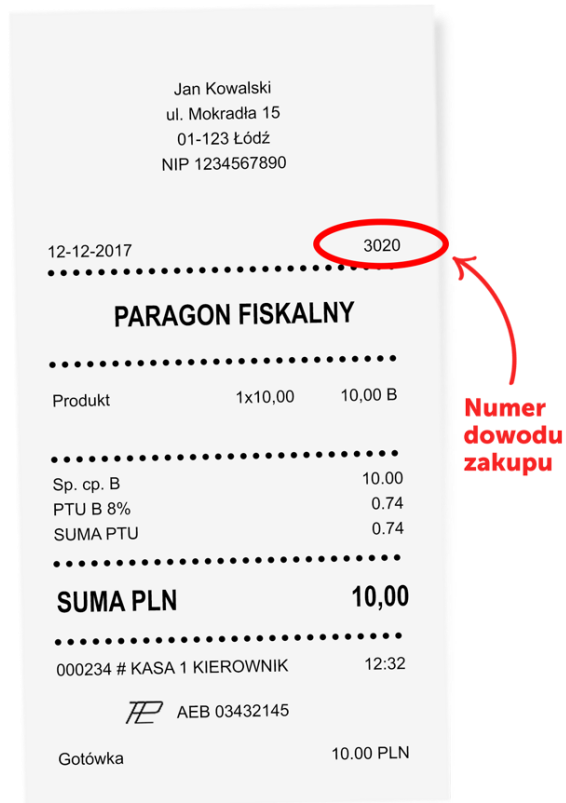 Jan Kowalski
ul. Mokradła 15
01-123 Łódź
NIP 1234567890
12-12-2017 3020
PARAGON FISKALNY
Produkt 1x10,00 10,00 B
Sp. cp. B 10.00
PTU B 8% 0.74
SUMA PTU 0.74
SUMA PLN 10,00
000234 # KASA 1 KIEROWNIK 12:32
AEB 03432145
Gotówka 10.00 PLN
Numer
dowodu
zakupu